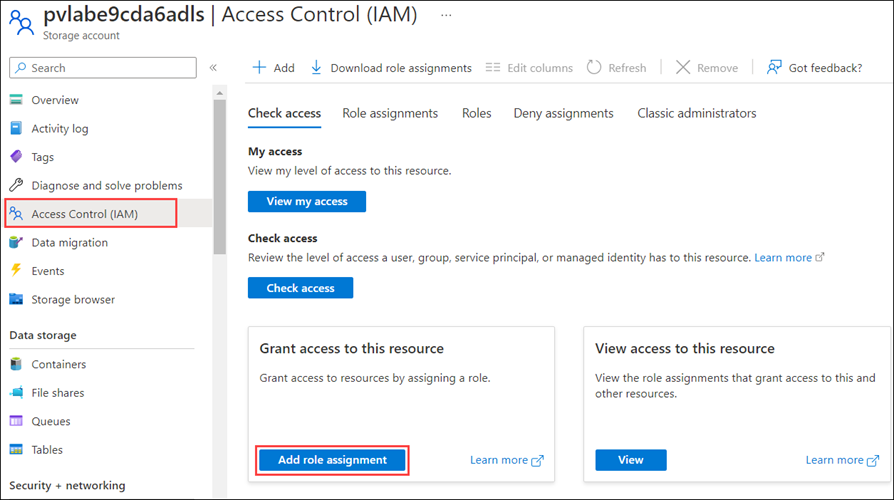 pvlabe9cda6adls | Access Control (IAM) ...
Storage account
Search
«
Add
Download role assignments
Edit columns
Refresh
Remove
Got feedback?
Overview
Activity log
Tags
Diagnose and solve problems
Access Control (IAM)
Data migration
Events
Storage browser
Data storage
Containers
File shares
Queues
Tables
Security + networking
Check access
Role assignments
Roles
Deny assignments
Classic administrators
My access
View my level of access to this resource.
View my access
Check access
Review the level of access a user, group, service principal, or managed identity has to this resource. Learn more
Check access
Grant access to this resource
Grant access to resources by assigning a role.
Add role assignment
Learn more
View access to this resource
View the role assignments that grant access to this and
other resources.
View
Learn more